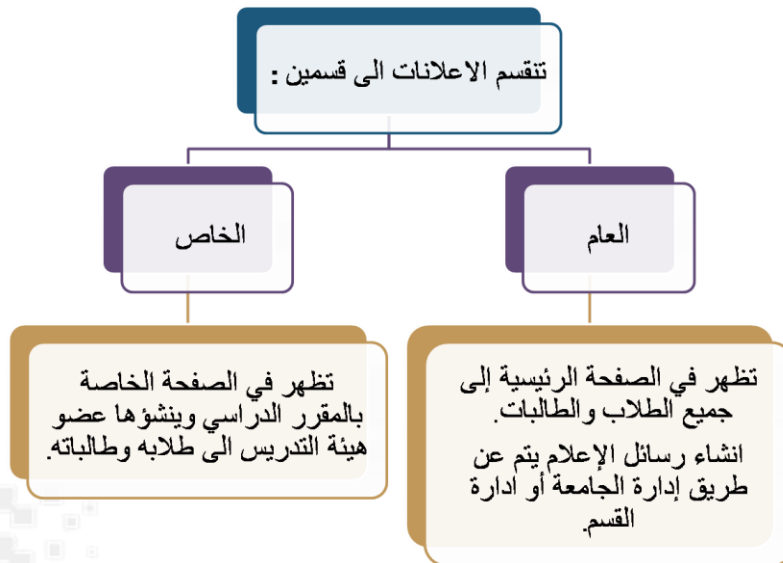 تنقسم الاعلانات الى قسمين :
العام
الخاص
تظهر في الصفحة الرئيسية إلى
جميع الطلاب والطالبات.
انشاء رسائل الإعلام يتم عن
طريق إدارة الجامعة أو ادارة
القسم.
تظهر في الصفحة الخاصة
بالمقرر الدراسي وينشؤها عضو
هيئة التدريس الى طلابه وطالباته.